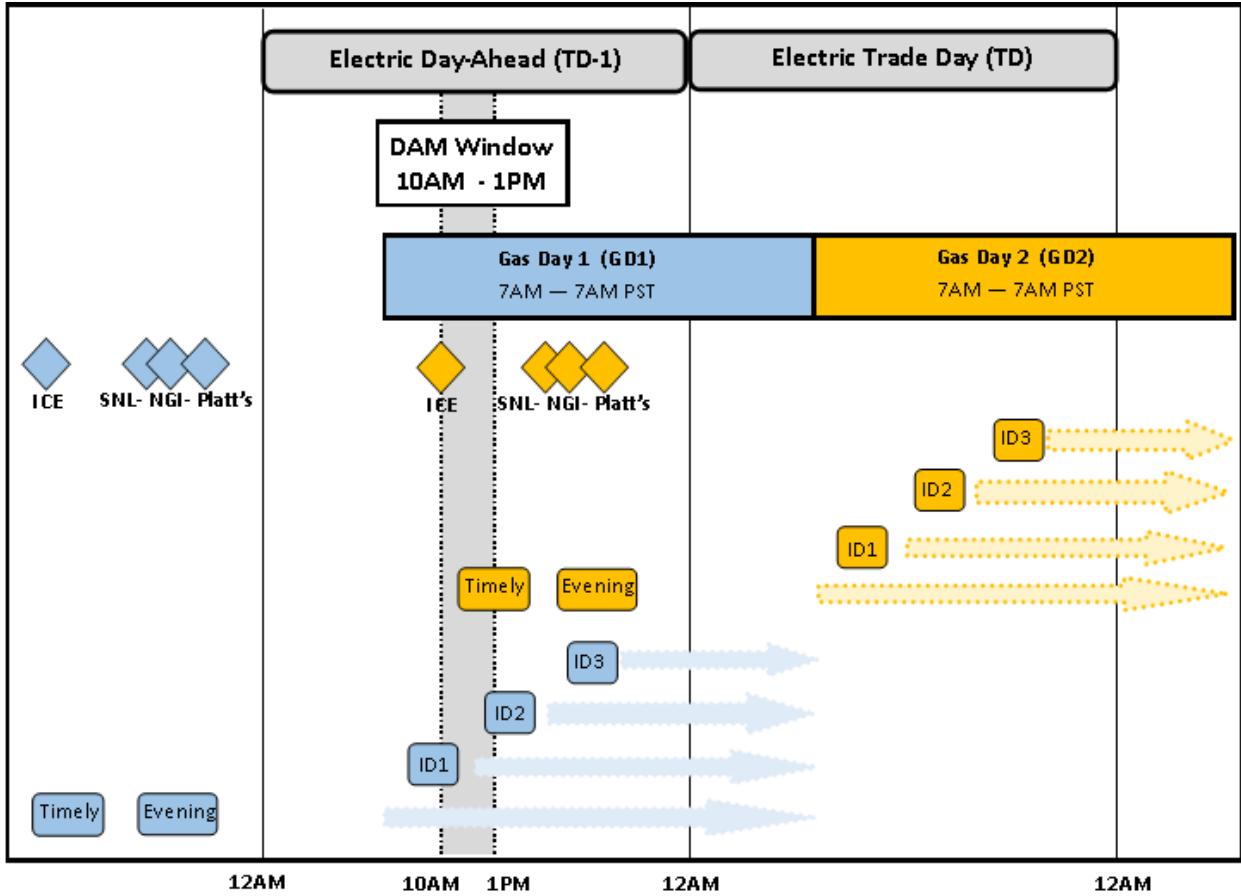 Electric Day-Ahead (TD-1)
Electric Trade Day (TD)
DAM Window
10AM - 1PM
Gas Day 1 (GD1)
7AM — 7AM PST
Gas Day 2 (GD2)
7AM — 7AM PST
ICE
SNL- NGI- Platt's
ICE
SNL- NGI- Platt's
ID3
ID2
ID1
Timely
Evening
ID3
ID2
ID1
Timely
Evening
12AM
10AM
1PM
12AM
12AM